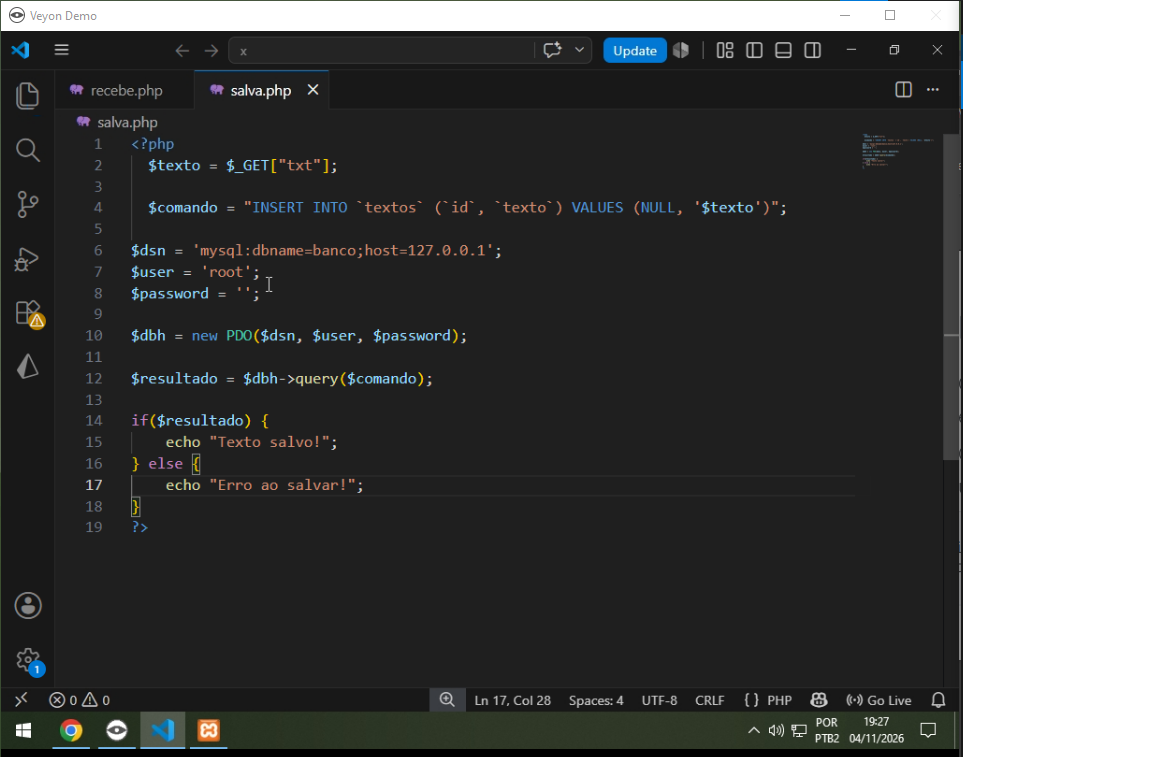 Veyon Demo
x
Update
recebe.php
salva.php
salva.php
1 <?php
2 $texto = $_GET["txt"];
3
4 $comando = "INSERT INTO `textos` (`id`, `texto`) VALUES (NULL, '$texto')";
5
6 $dsn = 'mysql:dbname=banco;host=127.0.0.1';
7 $user = 'root';
8 $password = '';
9
10 $dbh = new PDO($dsn, $user, $password);
11
12 $resultado = $dbh->query($comando);
13
14 if($resultado) {
15 echo "Texto salvo!";
16 } else {
17 echo "Erro ao salvar!";
18 }
19 ?>
1
0 0
Ln 17, Col 28 Spaces: 4 UTF-8 CRLF {} PHP Go Live
POR 19:27
PTB2 04/11/2026